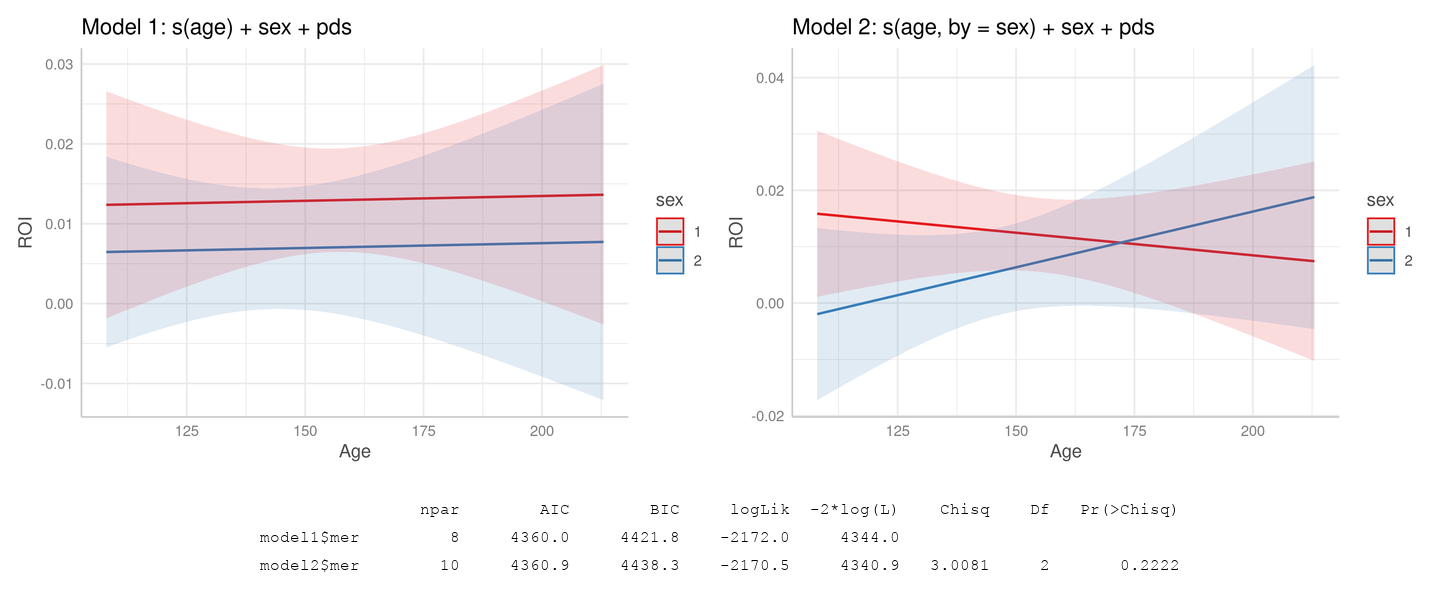 Model 1: s(age) + sex + pds
0.03
0.02
0.01
0.00
-0.01
ROI
125 150 175 200
Age
sex
1
2
Model 2: s(age, by = sex) + sex + pds
0.04
0.02
0.00
-0.02
ROI
125 150 175 200
Age
sex
1
2
npar AIC BIC logLik -2*log(L) Chisq Df Pr(>Chisq)
model1$mer 8 4360.0 4421.8 -2172.0 4344.0
model2$mer 10 4360.9 4438.3 -2170.5 4340.9 3.0081 2 0.2222